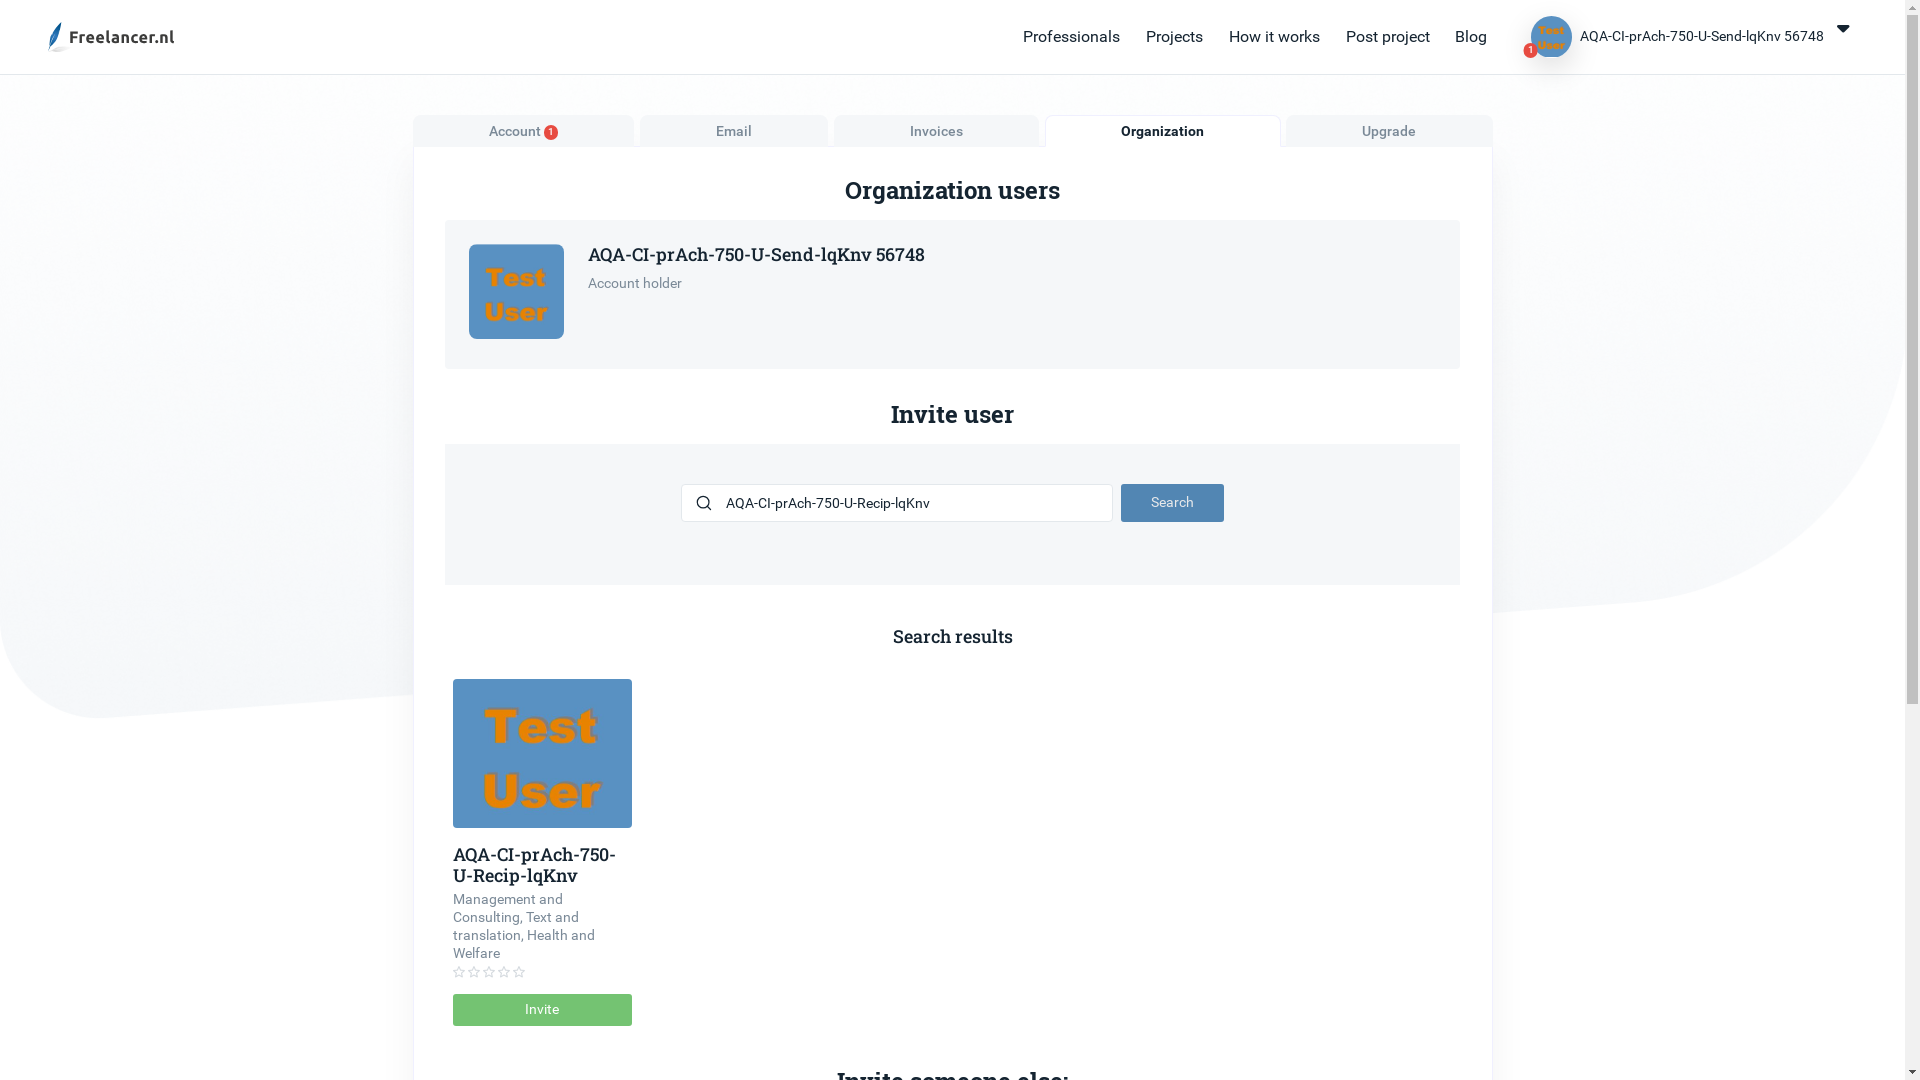 Freelancer.nl
Professionals
Projects
How it works
Post project
Blog
Test
User
1
AQA-CI-prAch-750-U-Send-lqKnv 56748
Account 1
Email
Invoices
Organization
Upgrade
Organization users
Test
User
AQA-CI-prAch-750-U-Send-lqKnv 56748
Account holder
Invite user
AQA-CI-prAch-750-U-Recip-lqKnv
Search
Search results
Test
User
AQA-CI-prAch-750-
U-Recip-lqKnv
Management and
Consulting, Text and
translation, Health and
Welfare
Invite
Invite someone else: